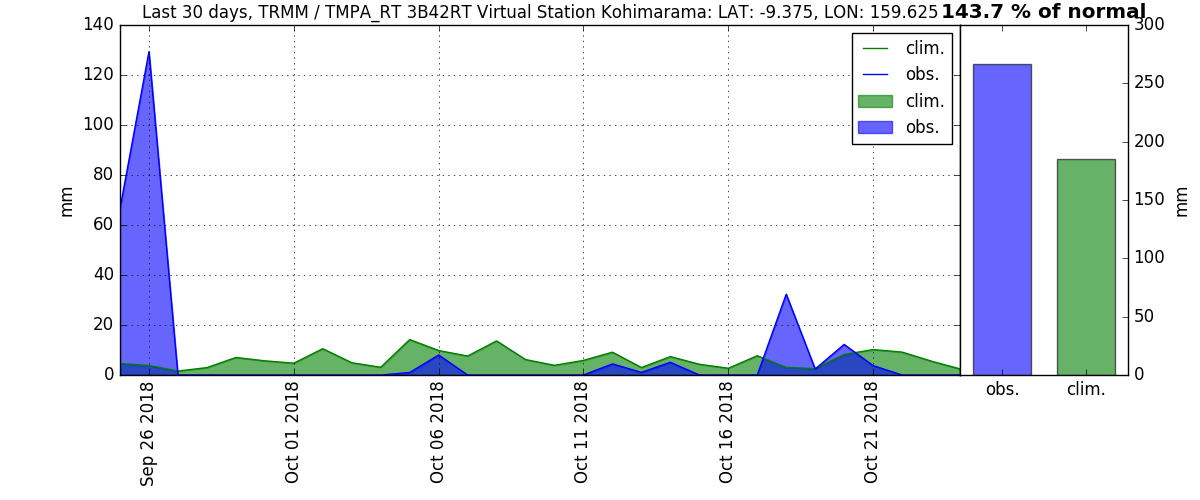 Last 30 days, TRMM / TMPA_RT 3B42RT Virtual Station Kohimarama: LAT: -9.375, LON: 159.625
143.7 % of normal
140
120
100
80
60
40
20
0
mm
clim.
obs.
clim.
obs.
Sep 26 2018
Oct 01 2018
Oct 06 2018
Oct 11 2018
Oct 16 2018
Oct 21 2018
300
250
200
150
100
50
0
mm
obs.
clim.